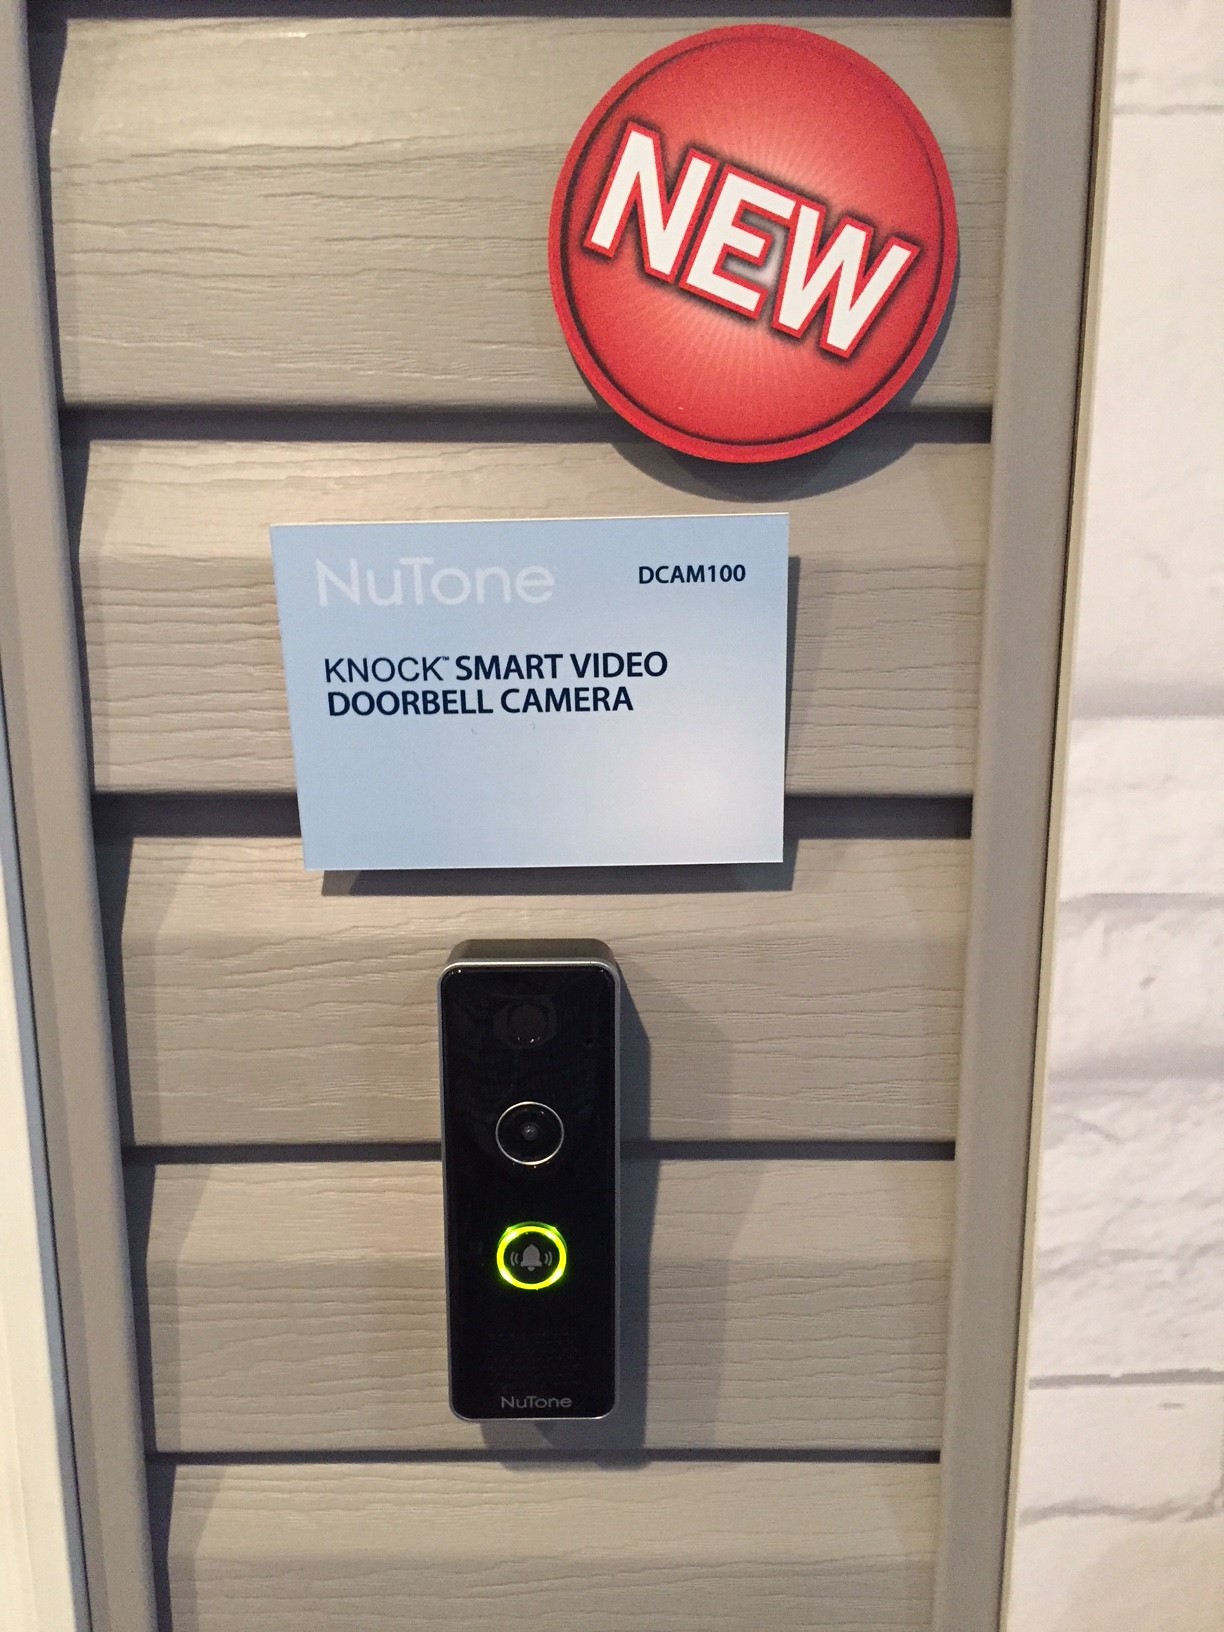 NEW
NuTone
DCAM100
KNOCK™ SMART VIDEO
DOORBELL CAMERA
NuTone